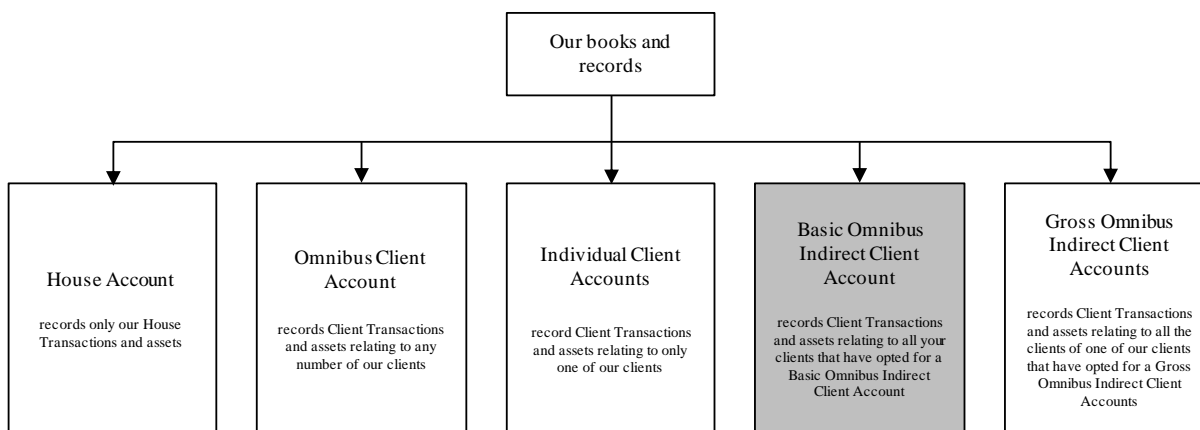 Our books and
records
House Account
records only our House
Transactions and assets
Omnibus Client
Account
records Client Transactions
and assets relating to any
number of our clients
Individual Client
Accounts
record Client Transactions
and assets relating to only
one of our clients
Basic Omnibus
Indirect Client
Account
records Client Transactions
and assets relating to all your
clients that have opted for a
Basic Omnibus Indirect
Client Account
Gross Omnibus
Indirect Client
Accounts
records Client Transactions
and assets relating to all the
clients of one of our clients
that have opted for a Gross
Omnibus Indirect Client
Accounts